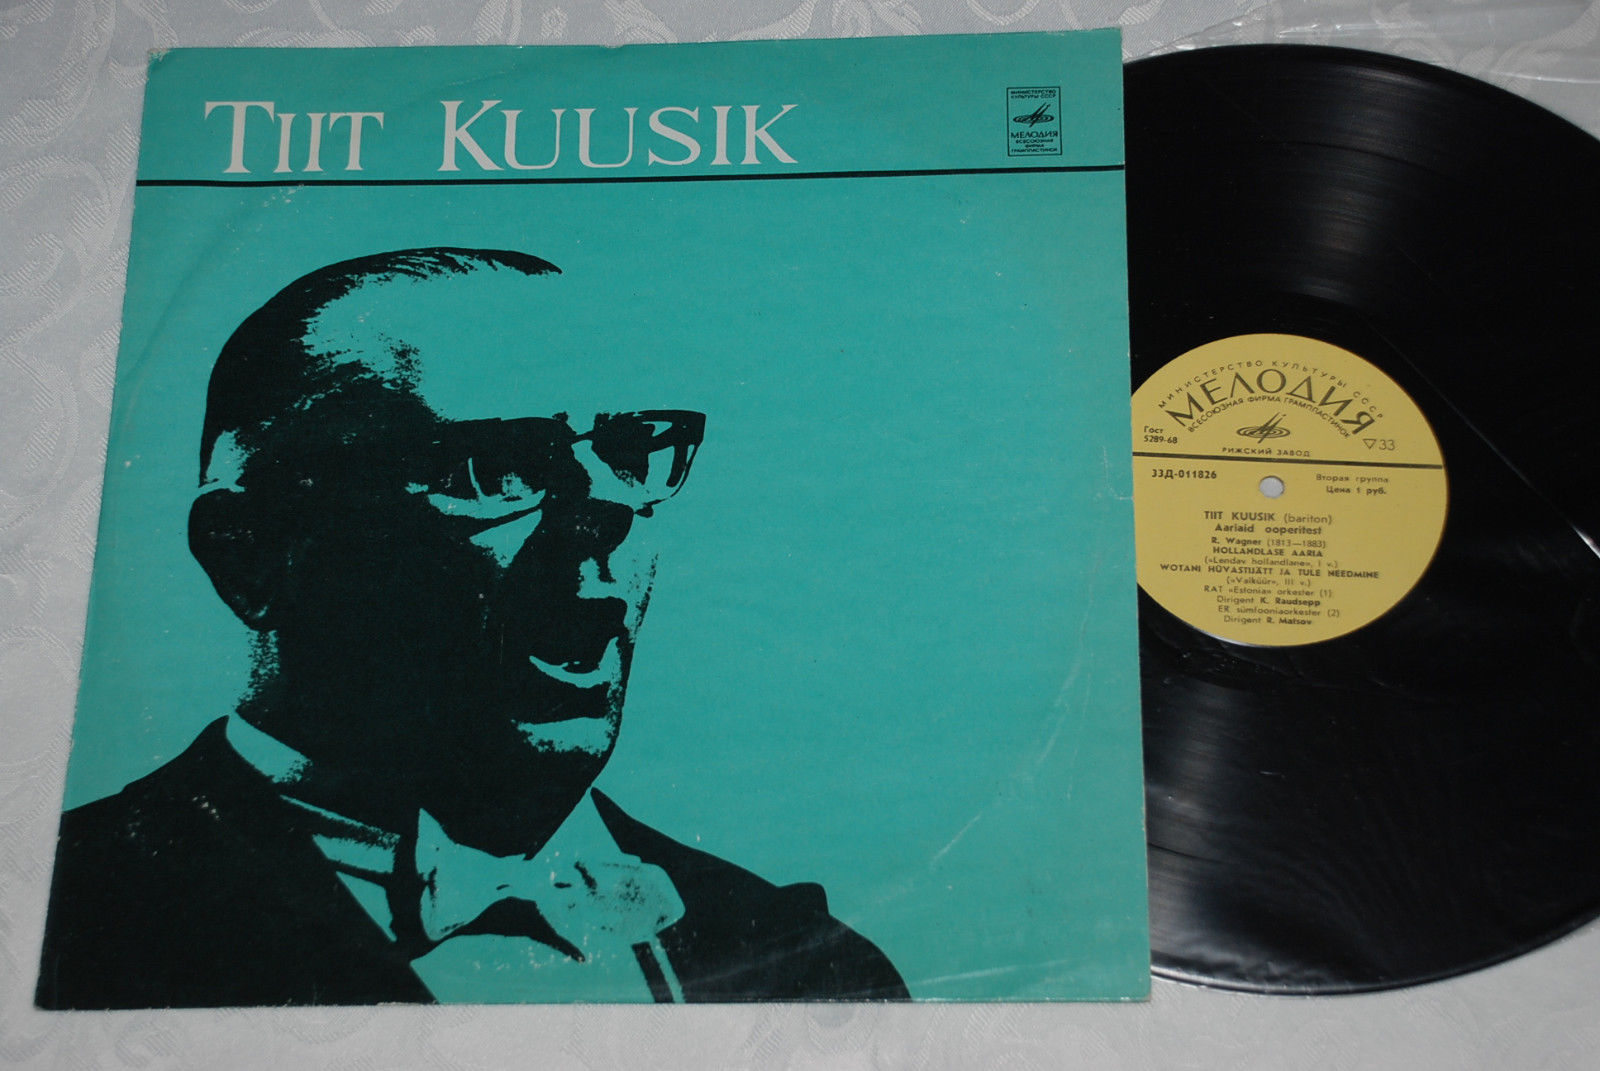 TIIT KUUSIK
МИНИСТЕРСТВО
КУЛЬТУРЫ СССР
МЕЛОДИЯ
ВСЕСОЮЗНАЯ
ФИРМА
ГРАМПЛАСТИНОК
МИНИСТЕРСТВО КУЛЬТУРЫ СССР
МЕЛОДИЯ
ВСЕСОЮЗНАЯ ФИРМА ГРАМПЛАСТИНОК
Гост
5289-68
▽33
РИЖСКИЙ ЗАВОД
33Д-011826
Вторая группа
Цена 1 руб.
TIIT KUUSIK (bariton)
Aariaid ooperitest
R. Wagner (1813—1883)
HOLLANDLASE AARIA
(«Lendav hollandlane», I v.)
WOTANI HÜVASTIJÄTT JA TULE NEEDMINE
(«Valküür», III v.)
RAT «Estonia» orkester (1)
Dirigent K. Raudsepp
ER sümfooniaorkester (2)
Dirigent R. Matsov